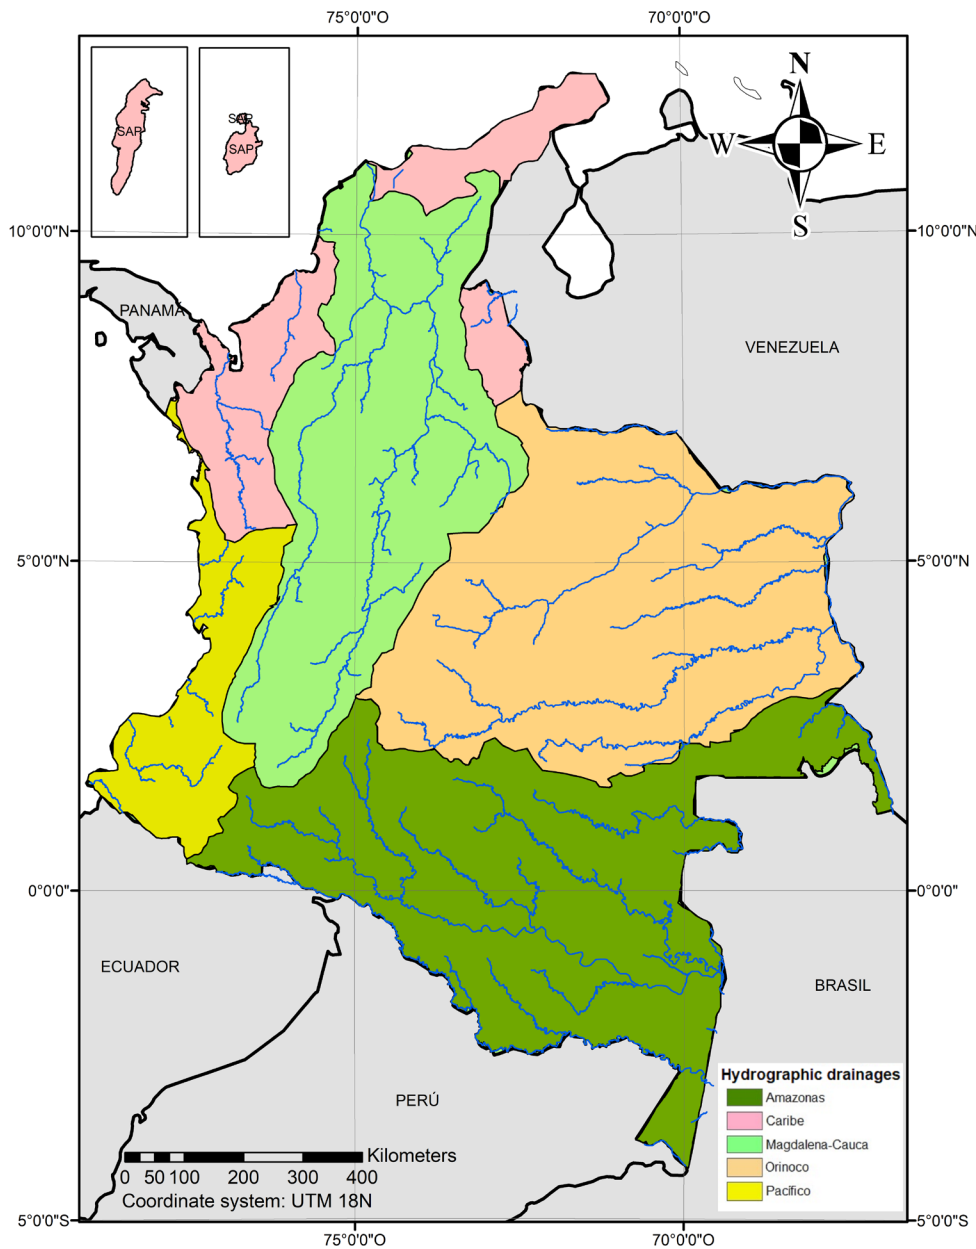 75°0'0"O
70°0'0"O
N
SAP
SAP
SAP
W
E
S
10°0'0"N
10°0'0"N
PANAMÁ
VENEZUELA
5°0'0"N
5°0'0"N
0°0'0"
0°0'0"
ECUADOR
BRASIL
PERÚ
Hydrographic drainages
Amazonas
Caribe
Magdalena-Cauca
Orinoco
Pacífico
Kilometers
0 50 100 200 300 400
Coordinate system: UTM 18N
5°0'0"S
5°0'0"S
75°0'0"O
70°0'0"O